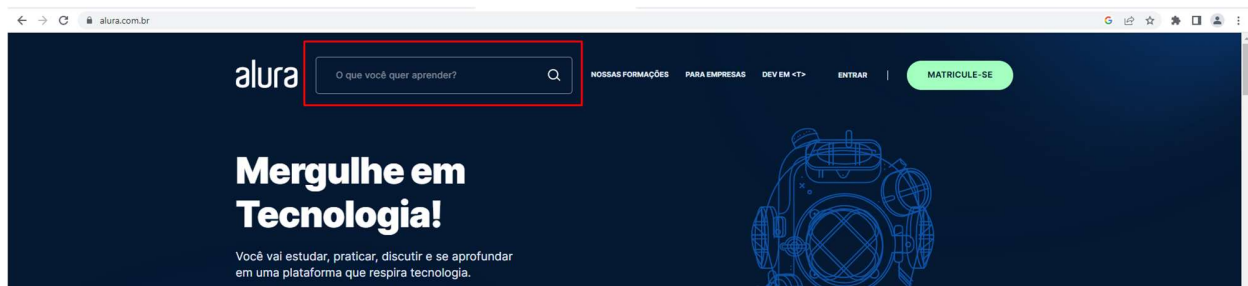 alura.com.br
alura
O que você quer aprender?
NOSSAS FORMAÇÕES
PARA EMPRESAS
DEV EM <T>
ENTRAR
|
MATRICULE-SE
Mergulhe em
Tecnologia!
Você vai estudar, praticar, discutir e se aprofundar
em uma plataforma que respira tecnologia.